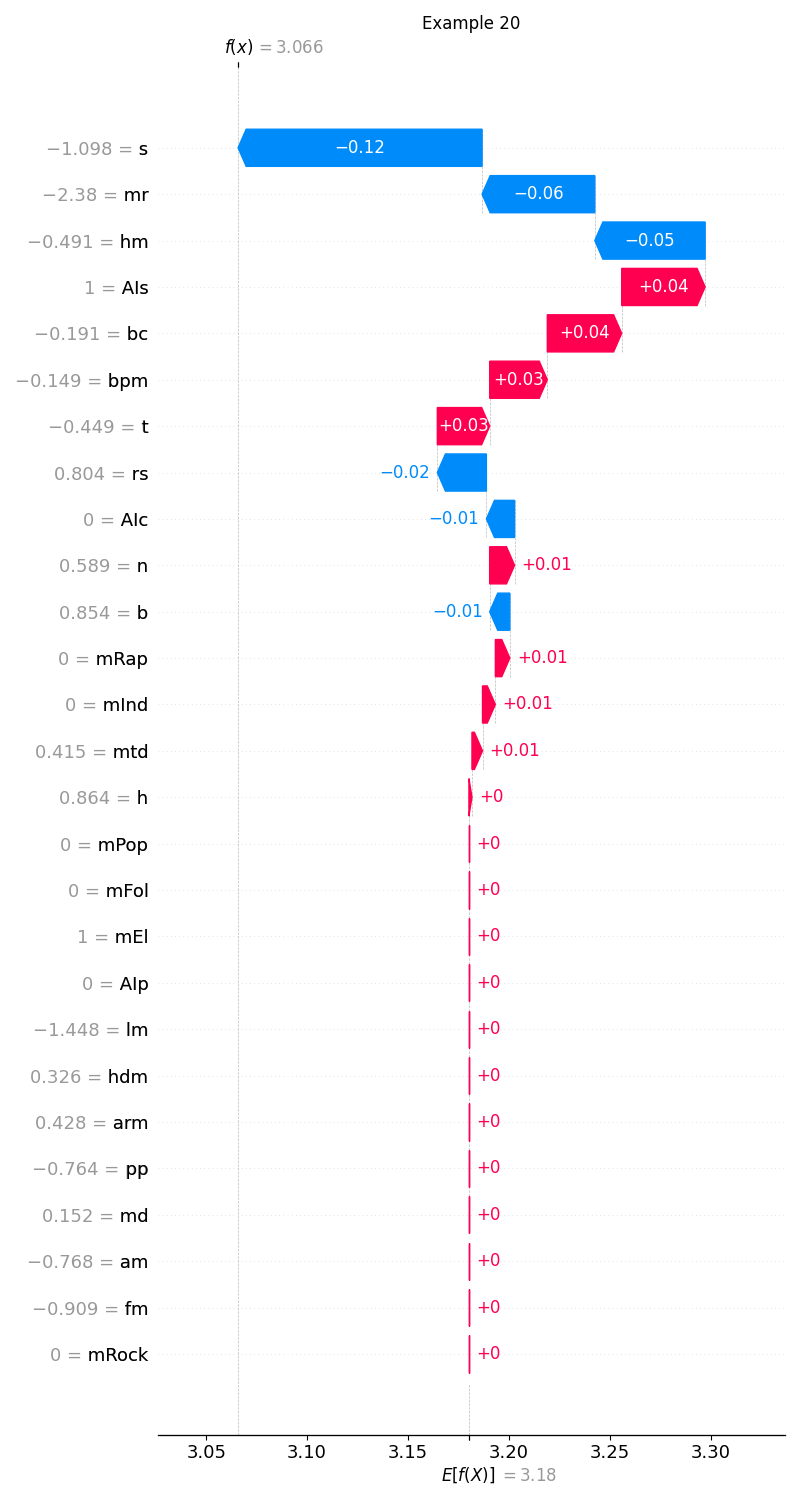 Example 20
f(x) = 3.066
−1.098 = s −0.12
−2.38 = mr −0.06
−0.491 = hm −0.05
1 = AIs +0.04
−0.191 = bc +0.04
−0.149 = bpm +0.03
−0.449 = t +0.03
0.804 = rs −0.02
0 = AIc −0.01
0.589 = n +0.01
0.854 = b −0.01
0 = mRap +0.01
0 = mInd +0.01
0.415 = mtd +0.01
0.864 = h +0
0 = mPop +0
0 = mFol +0
1 = mEl +0
0 = AIp +0
−1.448 = lm +0
0.326 = hdm +0
0.428 = arm +0
−0.764 = pp +0
0.152 = md +0
−0.768 = am +0
−0.909 = fm +0
0 = mRock +0
3.05 3.10 3.15 3.20 3.25 3.30
E[f(X)] = 3.18